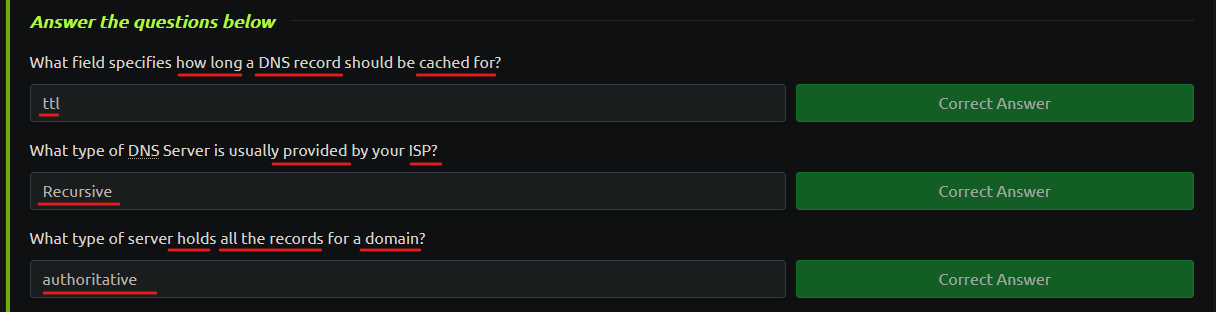 Answer the questions below
What field specifies how long a DNS record should be cached for?
ttl
Correct Answer
What type of DNS Server is usually provided by your ISP?
Recursive
Correct Answer
What type of server holds all the records for a domain?
authoritative
Correct Answer